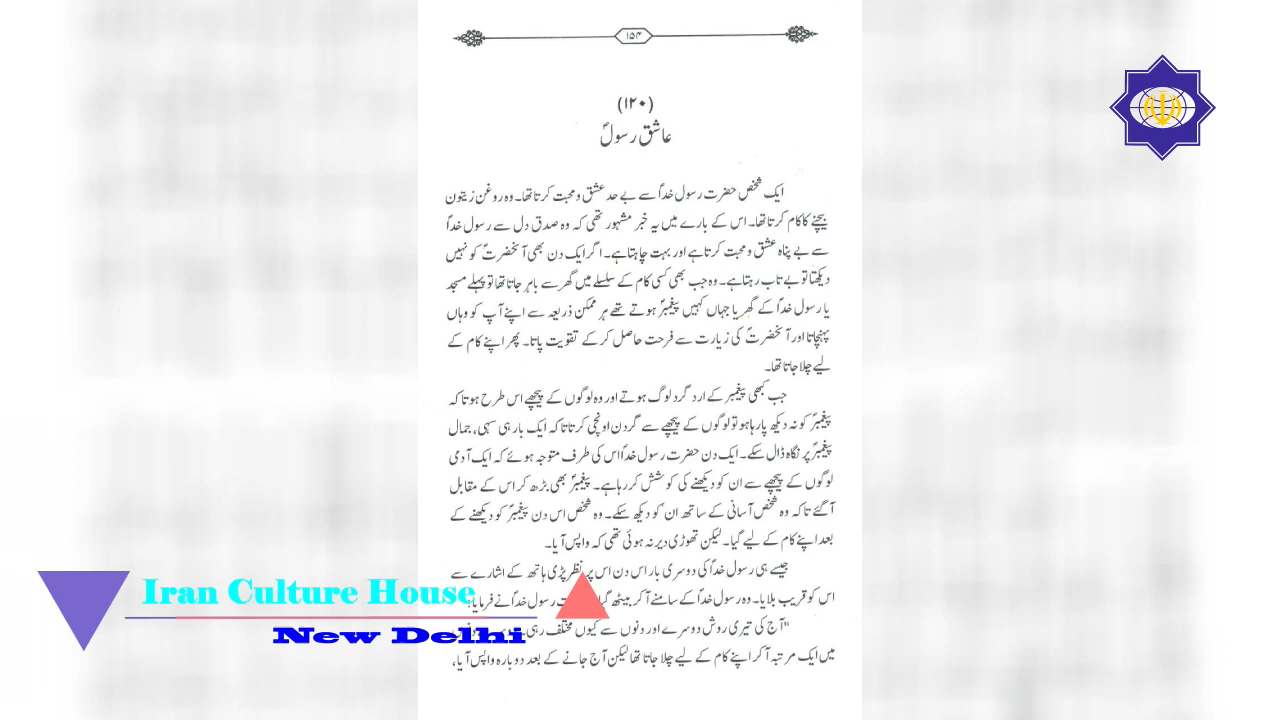 ۱۵۴
(۱۲۰)
عاشق رسولؐ
ایک شخص حضرت رسول خداؐ سے بے حد عشق و محبت کرتا تھا۔ وہ روغن زیتون
بیچنے کا کام کرتا تھا۔ اس کے بارے میں یہ خبر مشہور تھی کہ وہ صدق دل سے رسول خداؐ
سے بے پناہ عشق و محبت کرتا ہے اور بہت چاہتا ہے۔ اگر ایک دن بھی آنحضرتؐ کو نہیں
دیکھتا تو بے تاب رہتا ہے۔ وہ جب بھی کسی کام کے سلسلے میں گھر سے باہر جاتا تھا تو پہلے مسجد
یا رسول خداؐ کے گھر یا جہاں کہیں پیغمبرؐ ہوتے تھے ہر ممکن ذریعہ سے اپنے آپ کو وہاں
پہنچاتا اور آنحضرتؐ کی زیارت سے فرحت حاصل کر کے تقویت پاتا۔ پھر اپنے کام کے
لیے چلا جاتا تھا۔
جب کبھی پیغمبر کے ارد گرد لوگ ہوتے اور وہ لوگوں کے پیچھے اس طرح ہوتا کہ
پیغمبرؐ کو نہ دیکھ پا رہا ہو تو لوگوں کے پیچھے سے گردن اونچی کرتا تا کہ ایک بار ہی سہی، جمال
پیغمبرؐ پر نگاہ ڈال سکے۔ ایک دن حضرت رسول خداؐ اس کی طرف متوجہ ہوئے کہ ایک آدمی
لوگوں کے پیچھے سے ان کو دیکھنے کی کوشش کر رہا ہے۔ پیغمبرؐ بھی بڑھ کر اس کے مقابل
آگئے تا کہ وہ شخص آسانی کے ساتھ ان کو دیکھ سکے۔ وہ شخص اس دن پیغمبرؐ کو دیکھنے کے
بعد اپنے کام کے لیے گیا۔ لیکن تھوڑی دیر نہ ہوئی تھی کہ واپس آیا۔
جیسے ہی رسول خداؐ کی دوسری بار اس دن اس پر نظر پڑی ہاتھ کے اشارے سے
اس کو قریب بلایا۔ وہ رسول خداؐ کے سامنے آکر بیٹھ رسول خداؐ نے فرمایا:
"آج کی تیری روش دوسرے اور دنوں سے کیوں مختلف رہی۔
میں ایک مرتبہ آکر اپنے کام کے لیے چلا جاتا تھا لیکن آج جانے کے بعد دوبارہ واپس آیا،
Iran Culture House
New Delhi